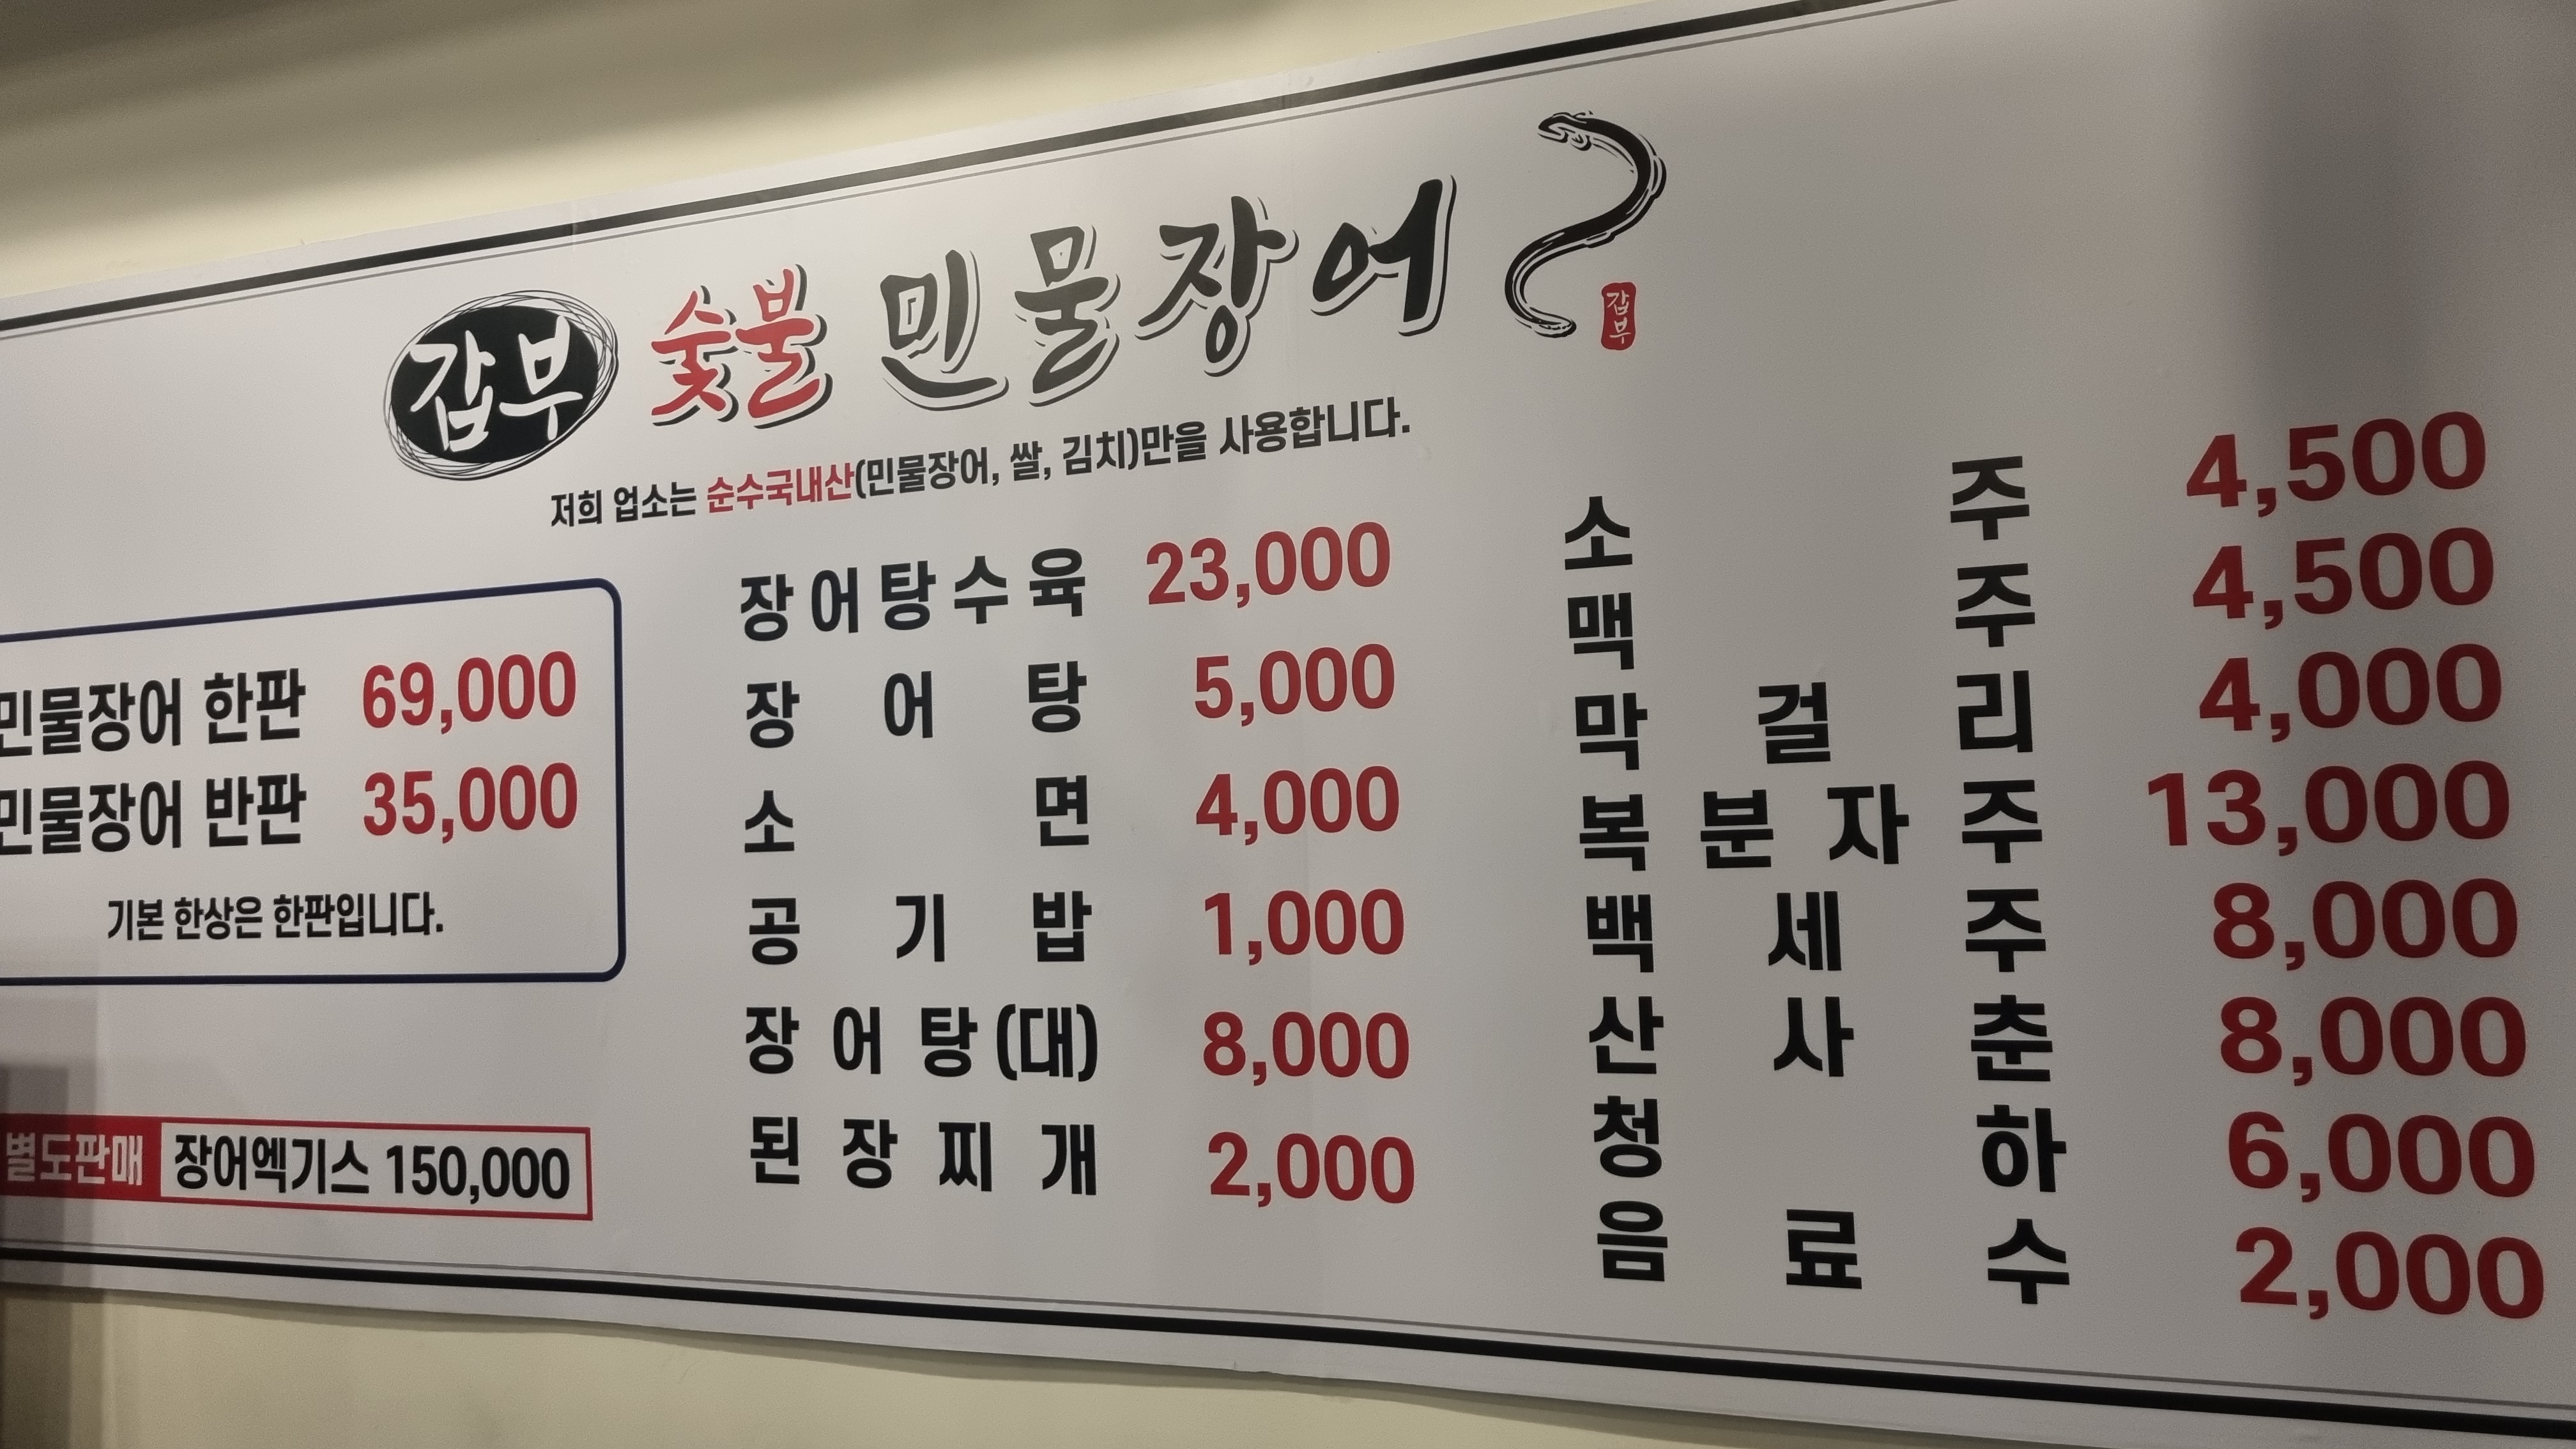 갑부 숯불 민물장어
갑부
저희 업소는 순수국내산(민물장어, 쌀, 김치)만을 사용합니다.
민물장어 한판 69,000
민물장어 반판 35,000
기본 한상은 한판입니다.
별도판매 장어엑기스 150,000
장어탕수육 23,000
장어탕 5,000
소면 4,000
공기밥 1,000
장어탕(대) 8,000
된장찌개 2,000
소주 4,500
맥주 4,500
막걸리 4,000
복분자주 13,000
백세주 8,000
산사춘 8,000
청하 6,000
음료수 2,000